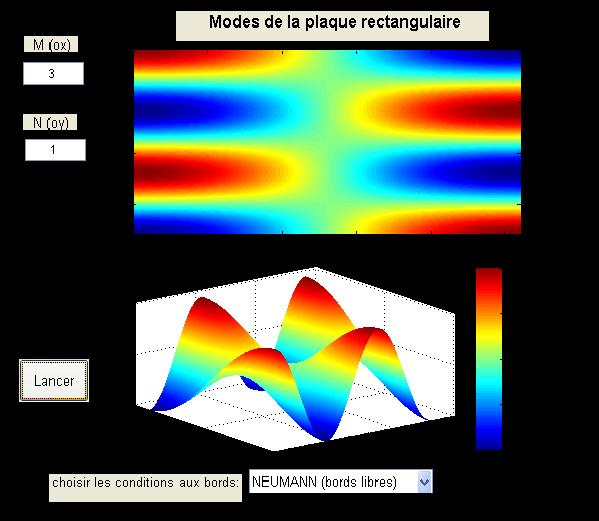 Modes de la plaque rectangulaire
M (ox)
3
N (oy)
1
Lancer
choisir les conditions aux bords:
NEUMANN (bords libres)